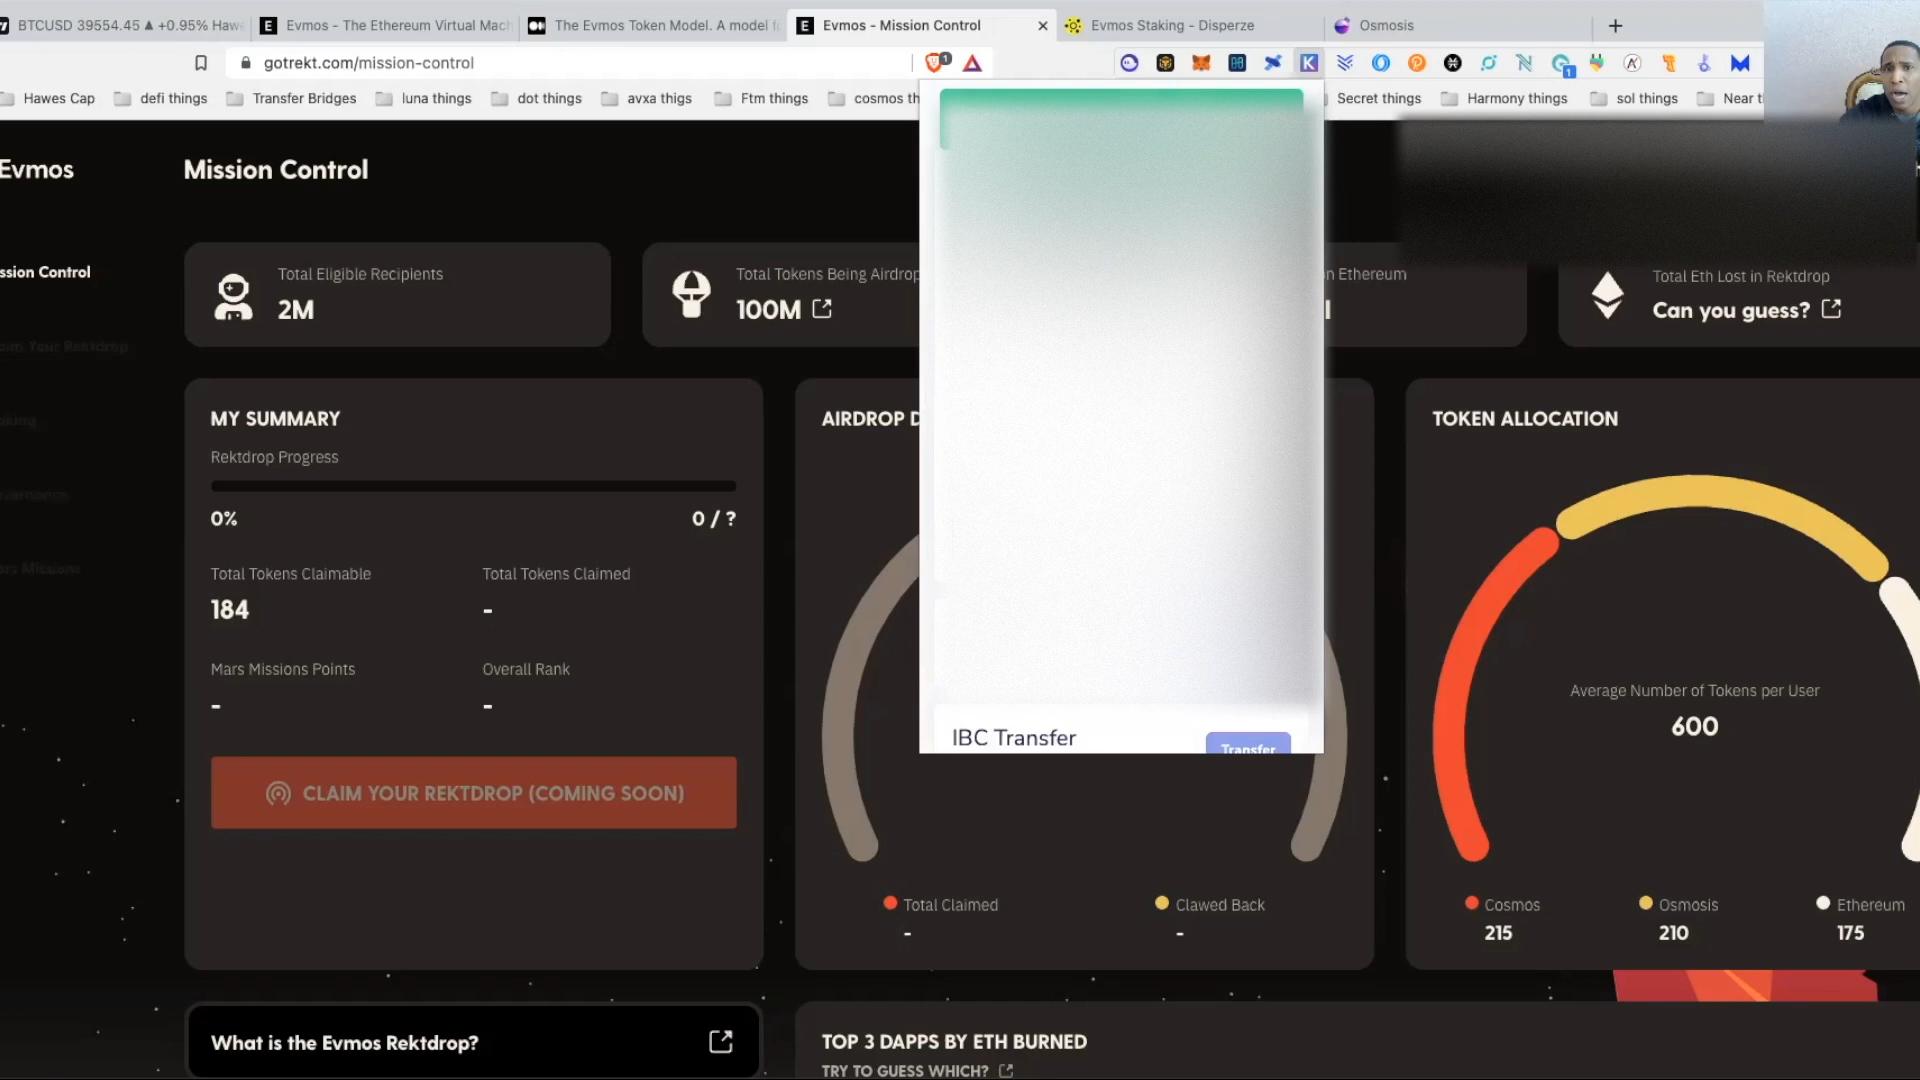 BTCUSD 39554.45 ▲ +0.95% Hawe
Evmos - The Ethereum Virtual Mach
The Evmos Token Model. A model f
Evmos - Mission Control
Evmos Staking - Disperze
Osmosis
gotrekt.com/mission-control
Hawes Cap
defi things
Transfer Bridges
luna things
dot things
avxa thigs
Ftm things
cosmos th
Secret things
Harmony things
sol things
Near t
Evmos
Mission Control
ssion Control
Total Eligible Recipients
2M
Total Tokens Being Airdrop
100M
n Ethereum
Total Eth Lost in Rektdrop
Can you guess?
aim Your Rektdrop
MY SUMMARY
Rektdrop Progress
0%
0 / ?
Total Tokens Claimable
184
Total Tokens Claimed
-
Mars Missions Points
-
Overall Rank
-
CLAIM YOUR REKTDROP (COMING SOON)
AIRDROP D
Total Claimed
-
Clawed Back
-
IBC Transfer
Transfer
TOKEN ALLOCATION
Average Number of Tokens per User
600
Cosmos
215
Osmosis
210
Ethereum
175
What is the Evmos Rektdrop?
TOP 3 DAPPS BY ETH BURNED
TRY TO GUESS WHICH?